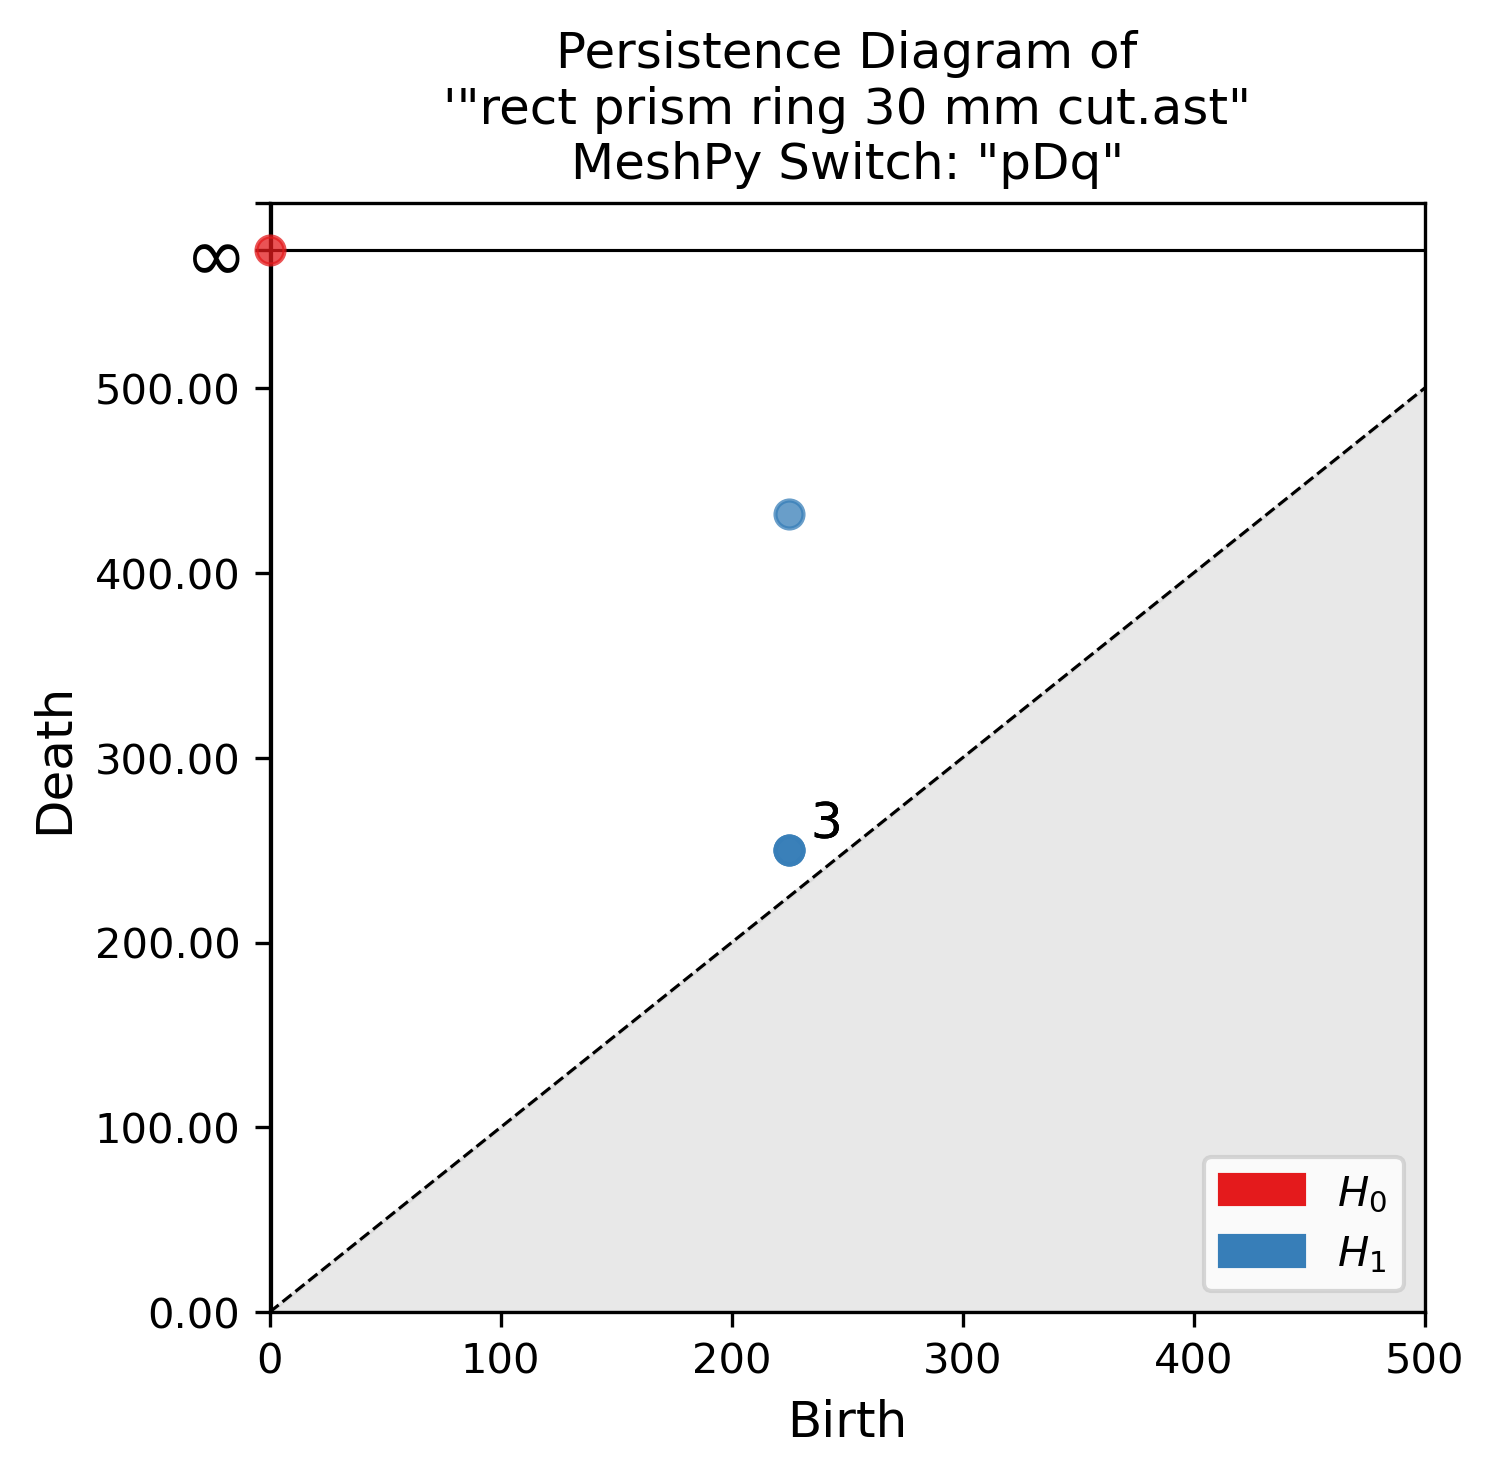 Persistence Diagram of
'"rect prism ring 30 mm cut.ast"
MeshPy Switch: "pDq"
∞
500.00
400.00
300.00
200.00
100.00
0.00
Death
3
H₀
H₁
0 100 200 300 400 500
Birth